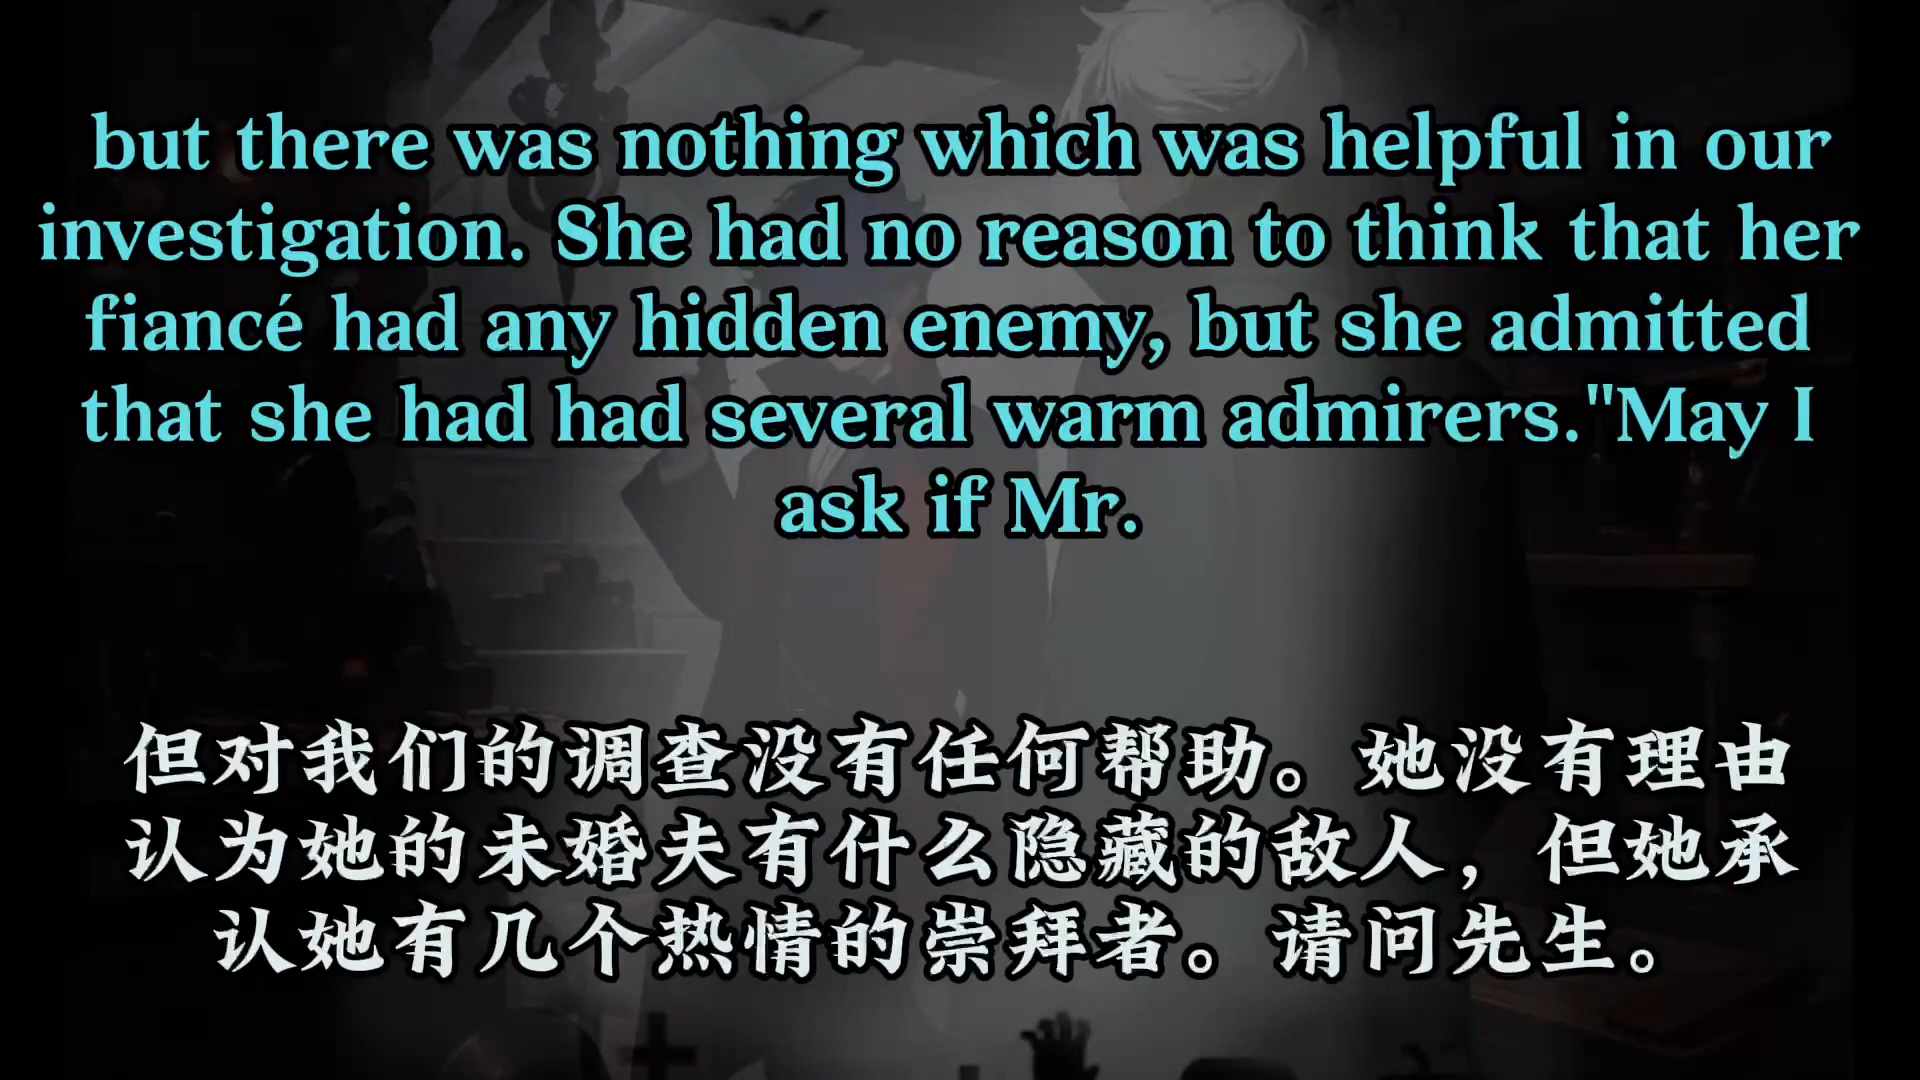 but there was nothing which was helpful in our
investigation. She had no reason to think that her
fiancé had any hidden enemy, but she admitted
that she had had several warm admirers."May I
ask if Mr.
但对我们的调查没有任何帮助。她没有理由
认为她的未婚夫有什么隐藏的敌人，但她承
认她有几个热情的崇拜者。请问先生。